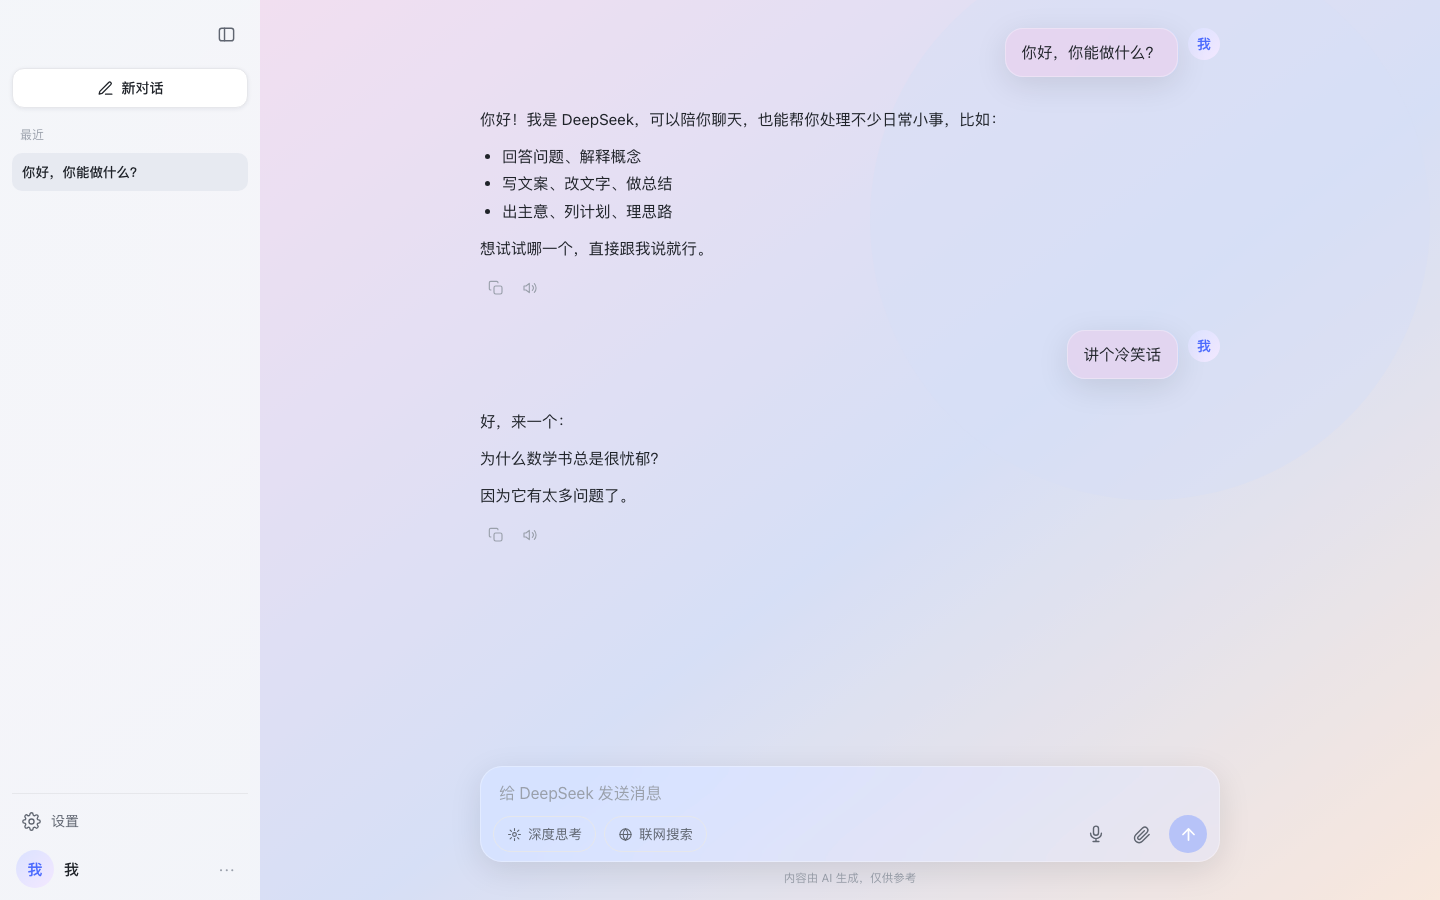 新对话
最近
你好，你能做什么？
设置
我 我
你好，你能做什么？ 我
你好！我是 DeepSeek，可以陪你聊天，也能帮你处理不少日常小事，比如：
• 回答问题、解释概念
• 写文案、改文字、做总结
• 出主意、列计划、理思路
想试试哪一个，直接跟我说就行。
讲个冷笑话 我
好，来一个：
为什么数学书总是很忧郁？
因为它有太多问题了。
给 DeepSeek 发送消息
深度思考 联网搜索
内容由 AI 生成，仅供参考